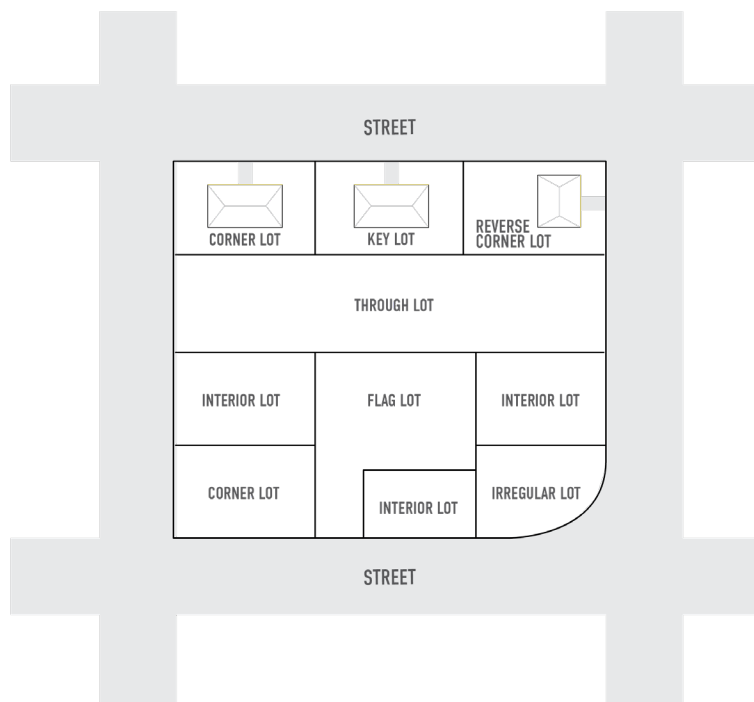 STREET
CORNER LOT
KEY LOT
REVERSE
CORNER LOT
THROUGH LOT
INTERIOR LOT
FLAG LOT
INTERIOR LOT
CORNER LOT
INTERIOR LOT
IRREGULAR LOT
STREET